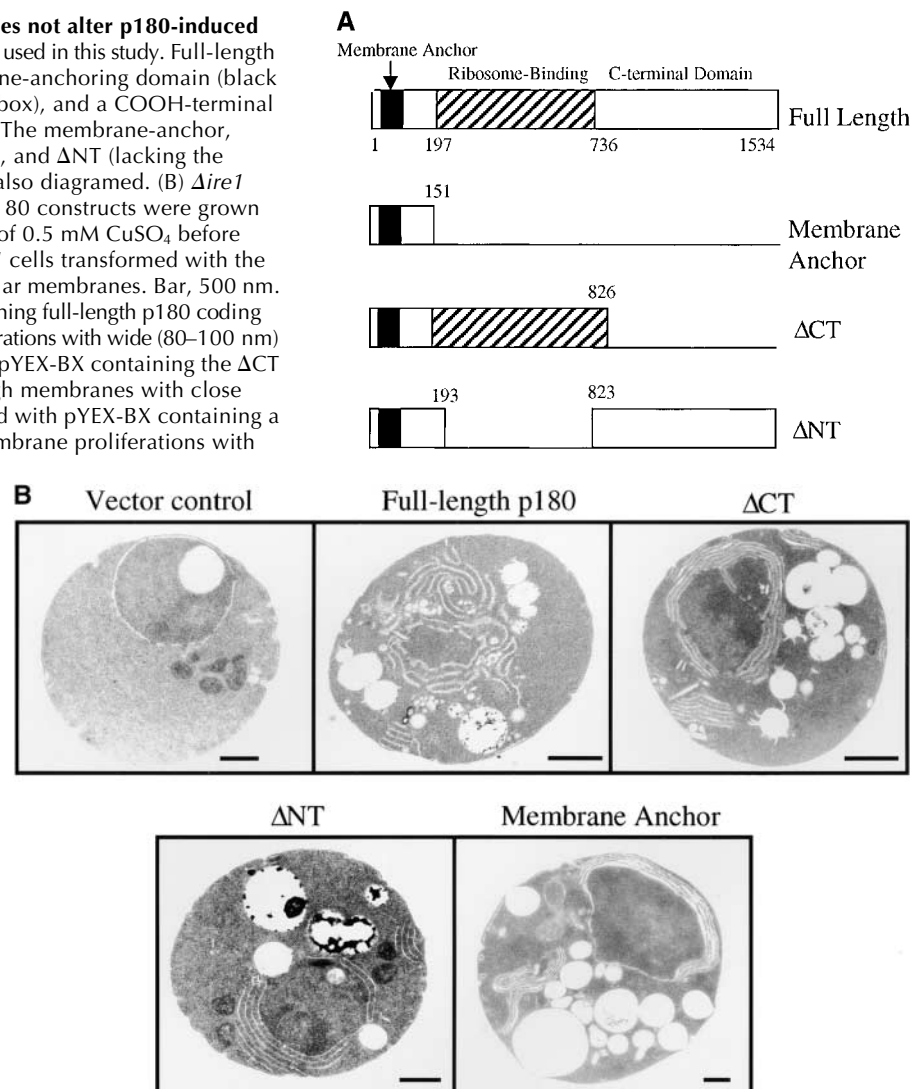 es not alter p180-induced
used in this study. Full-length
ne-anchoring domain (black
box), and a COOH-terminal
The membrane-anchor,
, and ΔNT (lacking the
also diagramed. (B) Δire1
80 constructs were grown
of 0.5 mM CuSO₄ before
cells transformed with the
ar membranes. Bar, 500 nm.
ning full-length p180 coding
rations with wide (80–100 nm)
pYEX-BX containing the ΔCT
gh membranes with close
d with pYEX-BX containing a
mbrane proliferations with
A
Membrane Anchor
Ribosome-Binding C-terminal Domain
Full Length
1 197 736 1534
151
Membrane
Anchor
826
ΔCT
193 823
ΔNT
B
Vector control Full-length p180 ΔCT
ΔNT Membrane Anchor